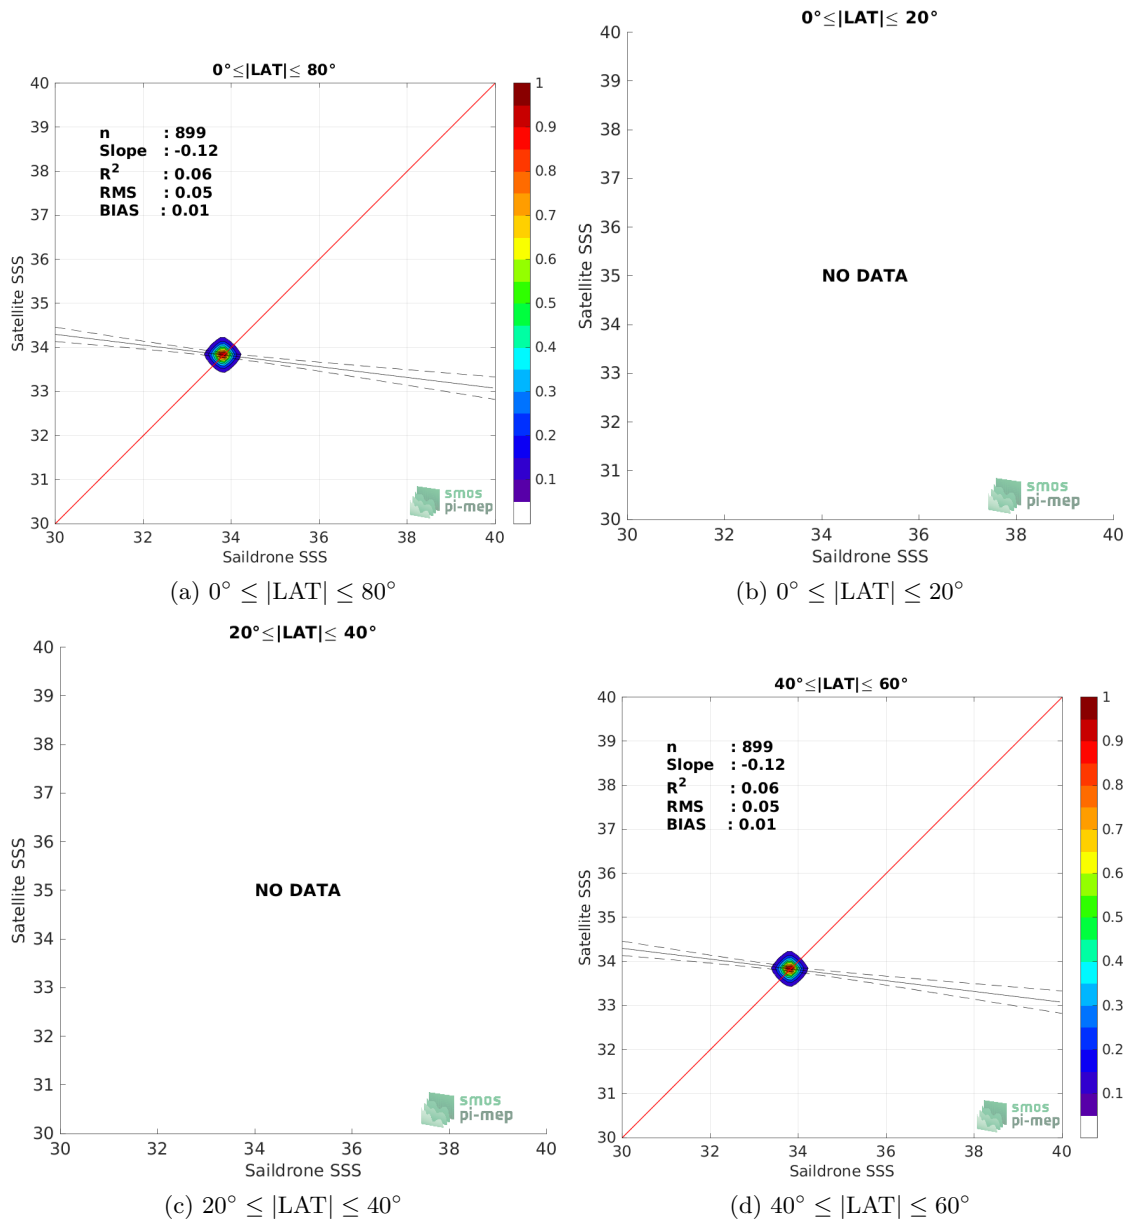 0°≤|LAT|≤ 80°
40
39
38
37
36
35
34
33
32
31
30
Satellite SSS
n : 899
Slope : -0.12
R² : 0.06
RMS : 0.05
BIAS : 0.01
smos
pi-mep
30 32 34 36 38 40
Saildrone SSS
1
0.9
0.8
0.7
0.6
0.5
0.4
0.3
0.2
0.1
(a) 0° ≤ |LAT| ≤ 80°
0°≤|LAT|≤ 20°
40
39
38
37
36
35
34
33
32
31
30
Satellite SSS
NO DATA
smos
pi-mep
30 32 34 36 38 40
Saildrone SSS
(b) 0° ≤ |LAT| ≤ 20°
20°≤|LAT|≤ 40°
40
39
38
37
36
35
34
33
32
31
30
Satellite SSS
NO DATA
smos
pi-mep
30 32 34 36 38 40
Saildrone SSS
(c) 20° ≤ |LAT| ≤ 40°
40°≤|LAT|≤ 60°
40
39
38
37
36
35
34
33
32
31
30
Satellite SSS
n : 899
Slope : -0.12
R² : 0.06
RMS : 0.05
BIAS : 0.01
smos
pi-mep
30 32 34 36 38 40
Saildrone SSS
1
0.9
0.8
0.7
0.6
0.5
0.4
0.3
0.2
0.1
(d) 40° ≤ |LAT| ≤ 60°